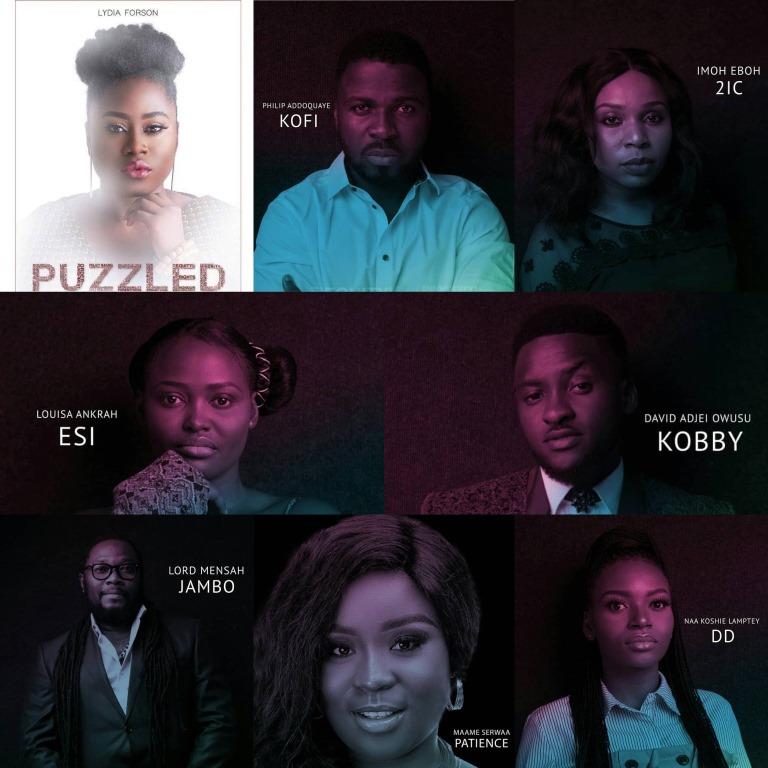 LYDIA FORSON
PUZZLED
PHILIP ADDOQUAYE
KOFI
IMOH EBOH
2IC
LOUISA ANKRAH
ESI
DAVID ADJEI OWUSU
KOBBY
LORD MENSAH
JAMBO
MAAME SERWAA
PATIENCE
NAA KOSHIE LAMPTEY
DD